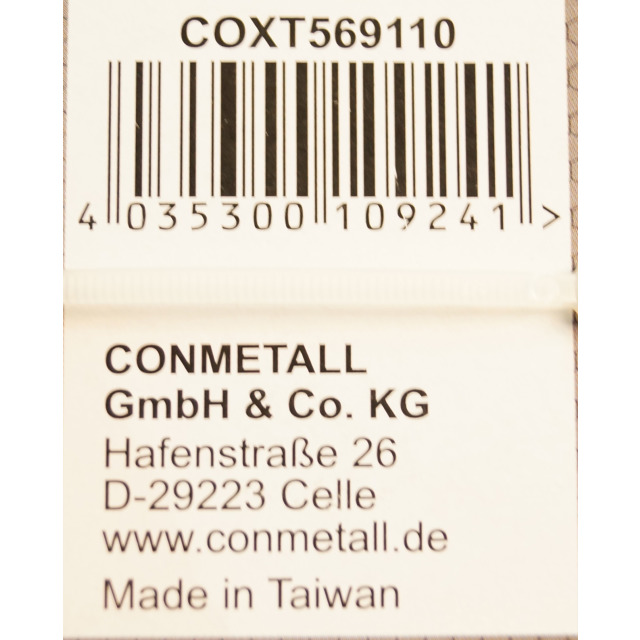 COXT569110
4 035300 109241 >
CONMETALL
GmbH & Co. KG
Hafenstraße 26
D-29223 Celle
www.conmetall.de
Made in Taiwan